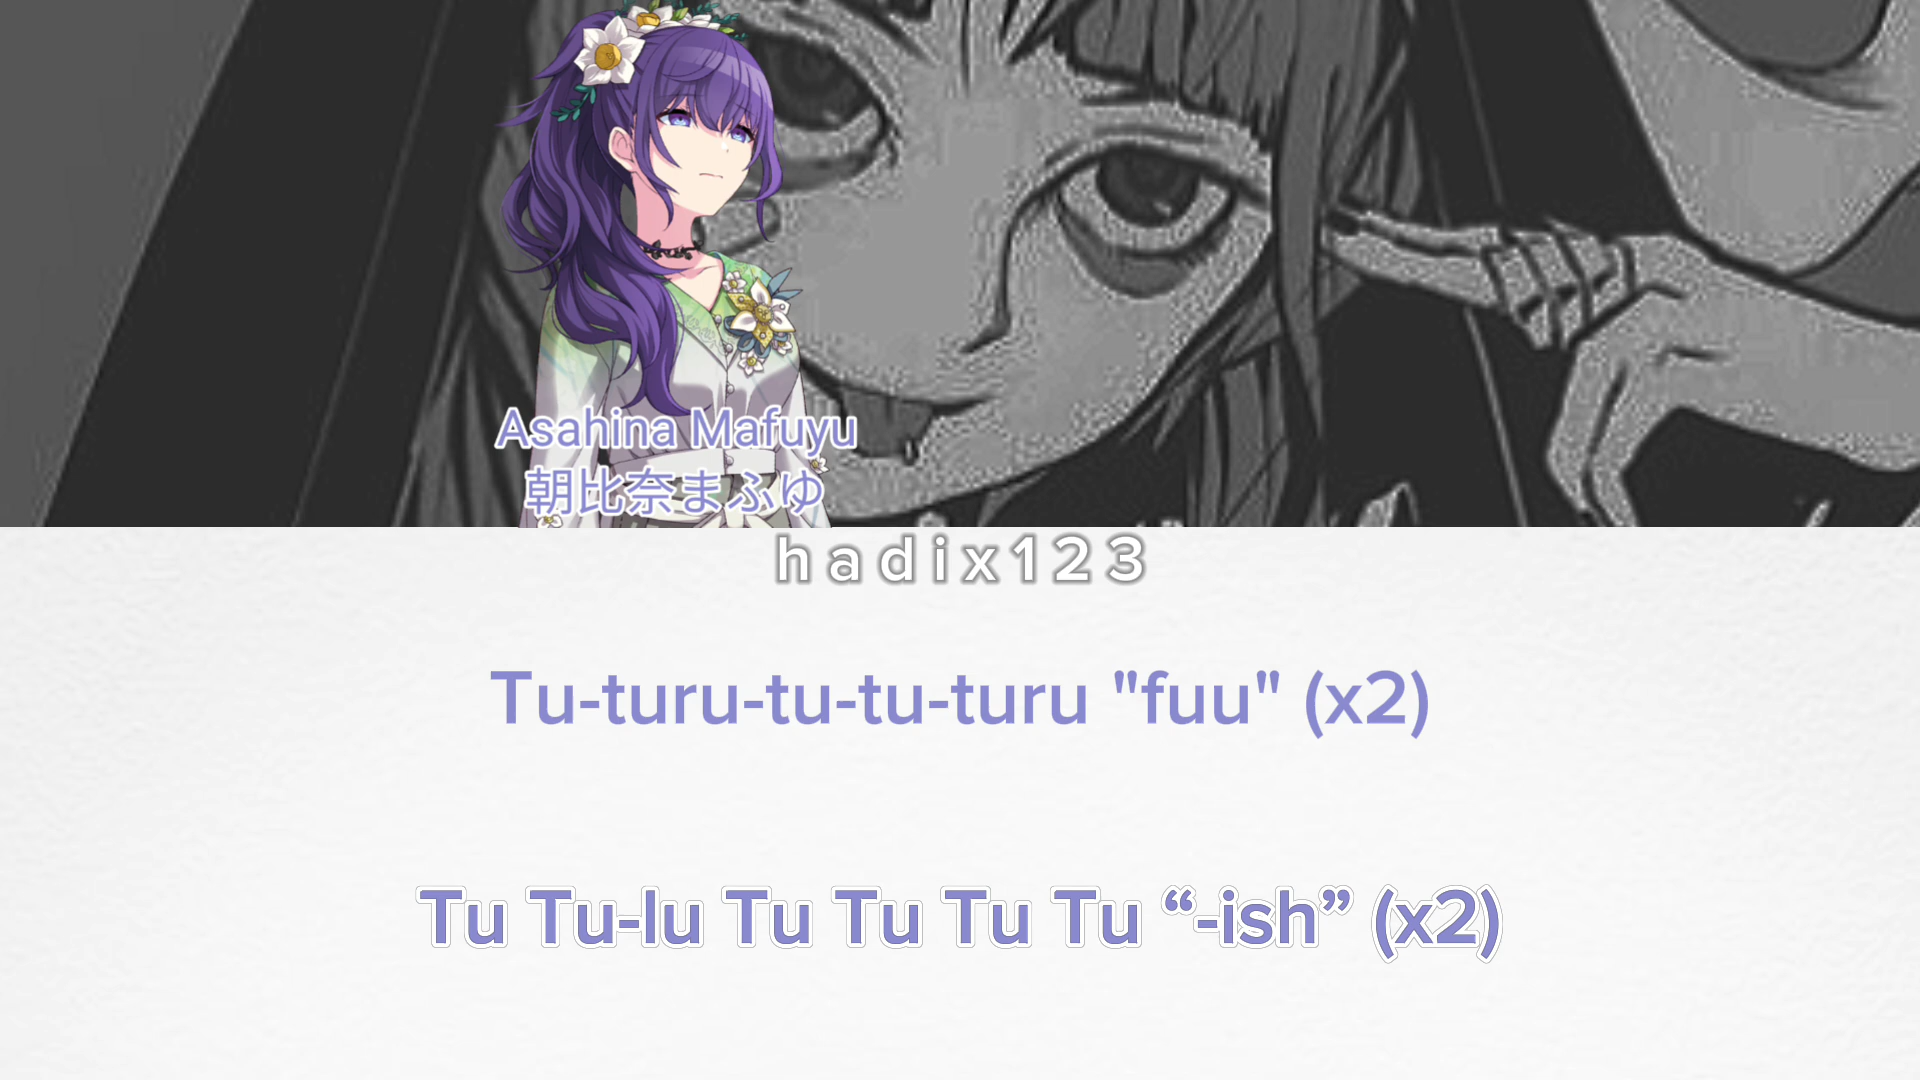 Asahina Mafuyu
朝比奈まふゆ
hadix123
Tu-turu-tu-tu-turu "fuu" (x2)
Tu Tu-lu Tu Tu Tu Tu “-ish” (x2)